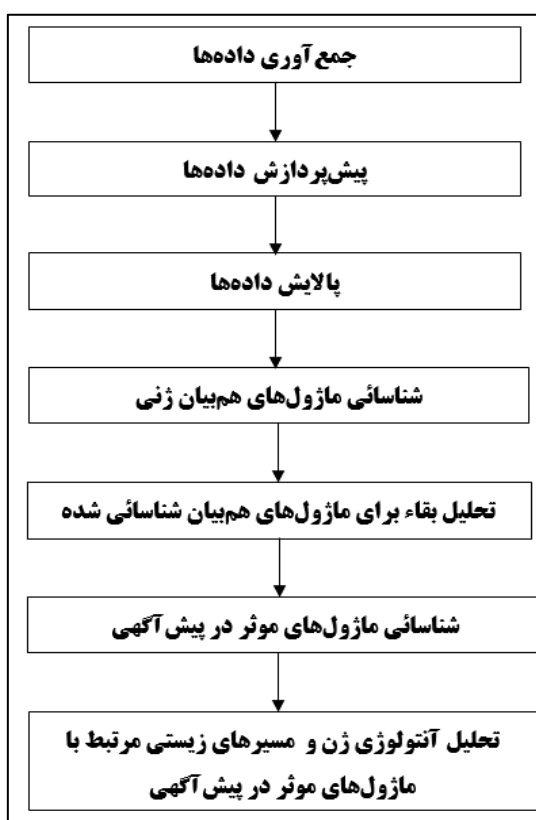 جمع‌آوری داده‌ها
پیش‌پردازش داده‌ها
پالایش داده‌ها
شناسائی ماژول‌های هم‌بیان ژنی
تحلیل بقاء برای ماژول‌های هم‌بیان شناسائی شده
شناسائی ماژول‌های موثر در پیش‌آگهی
تحلیل آنتولوژی ژن و مسیرهای زیستی مرتبط با
ماژول‌های موثر در پیش‌آگهی